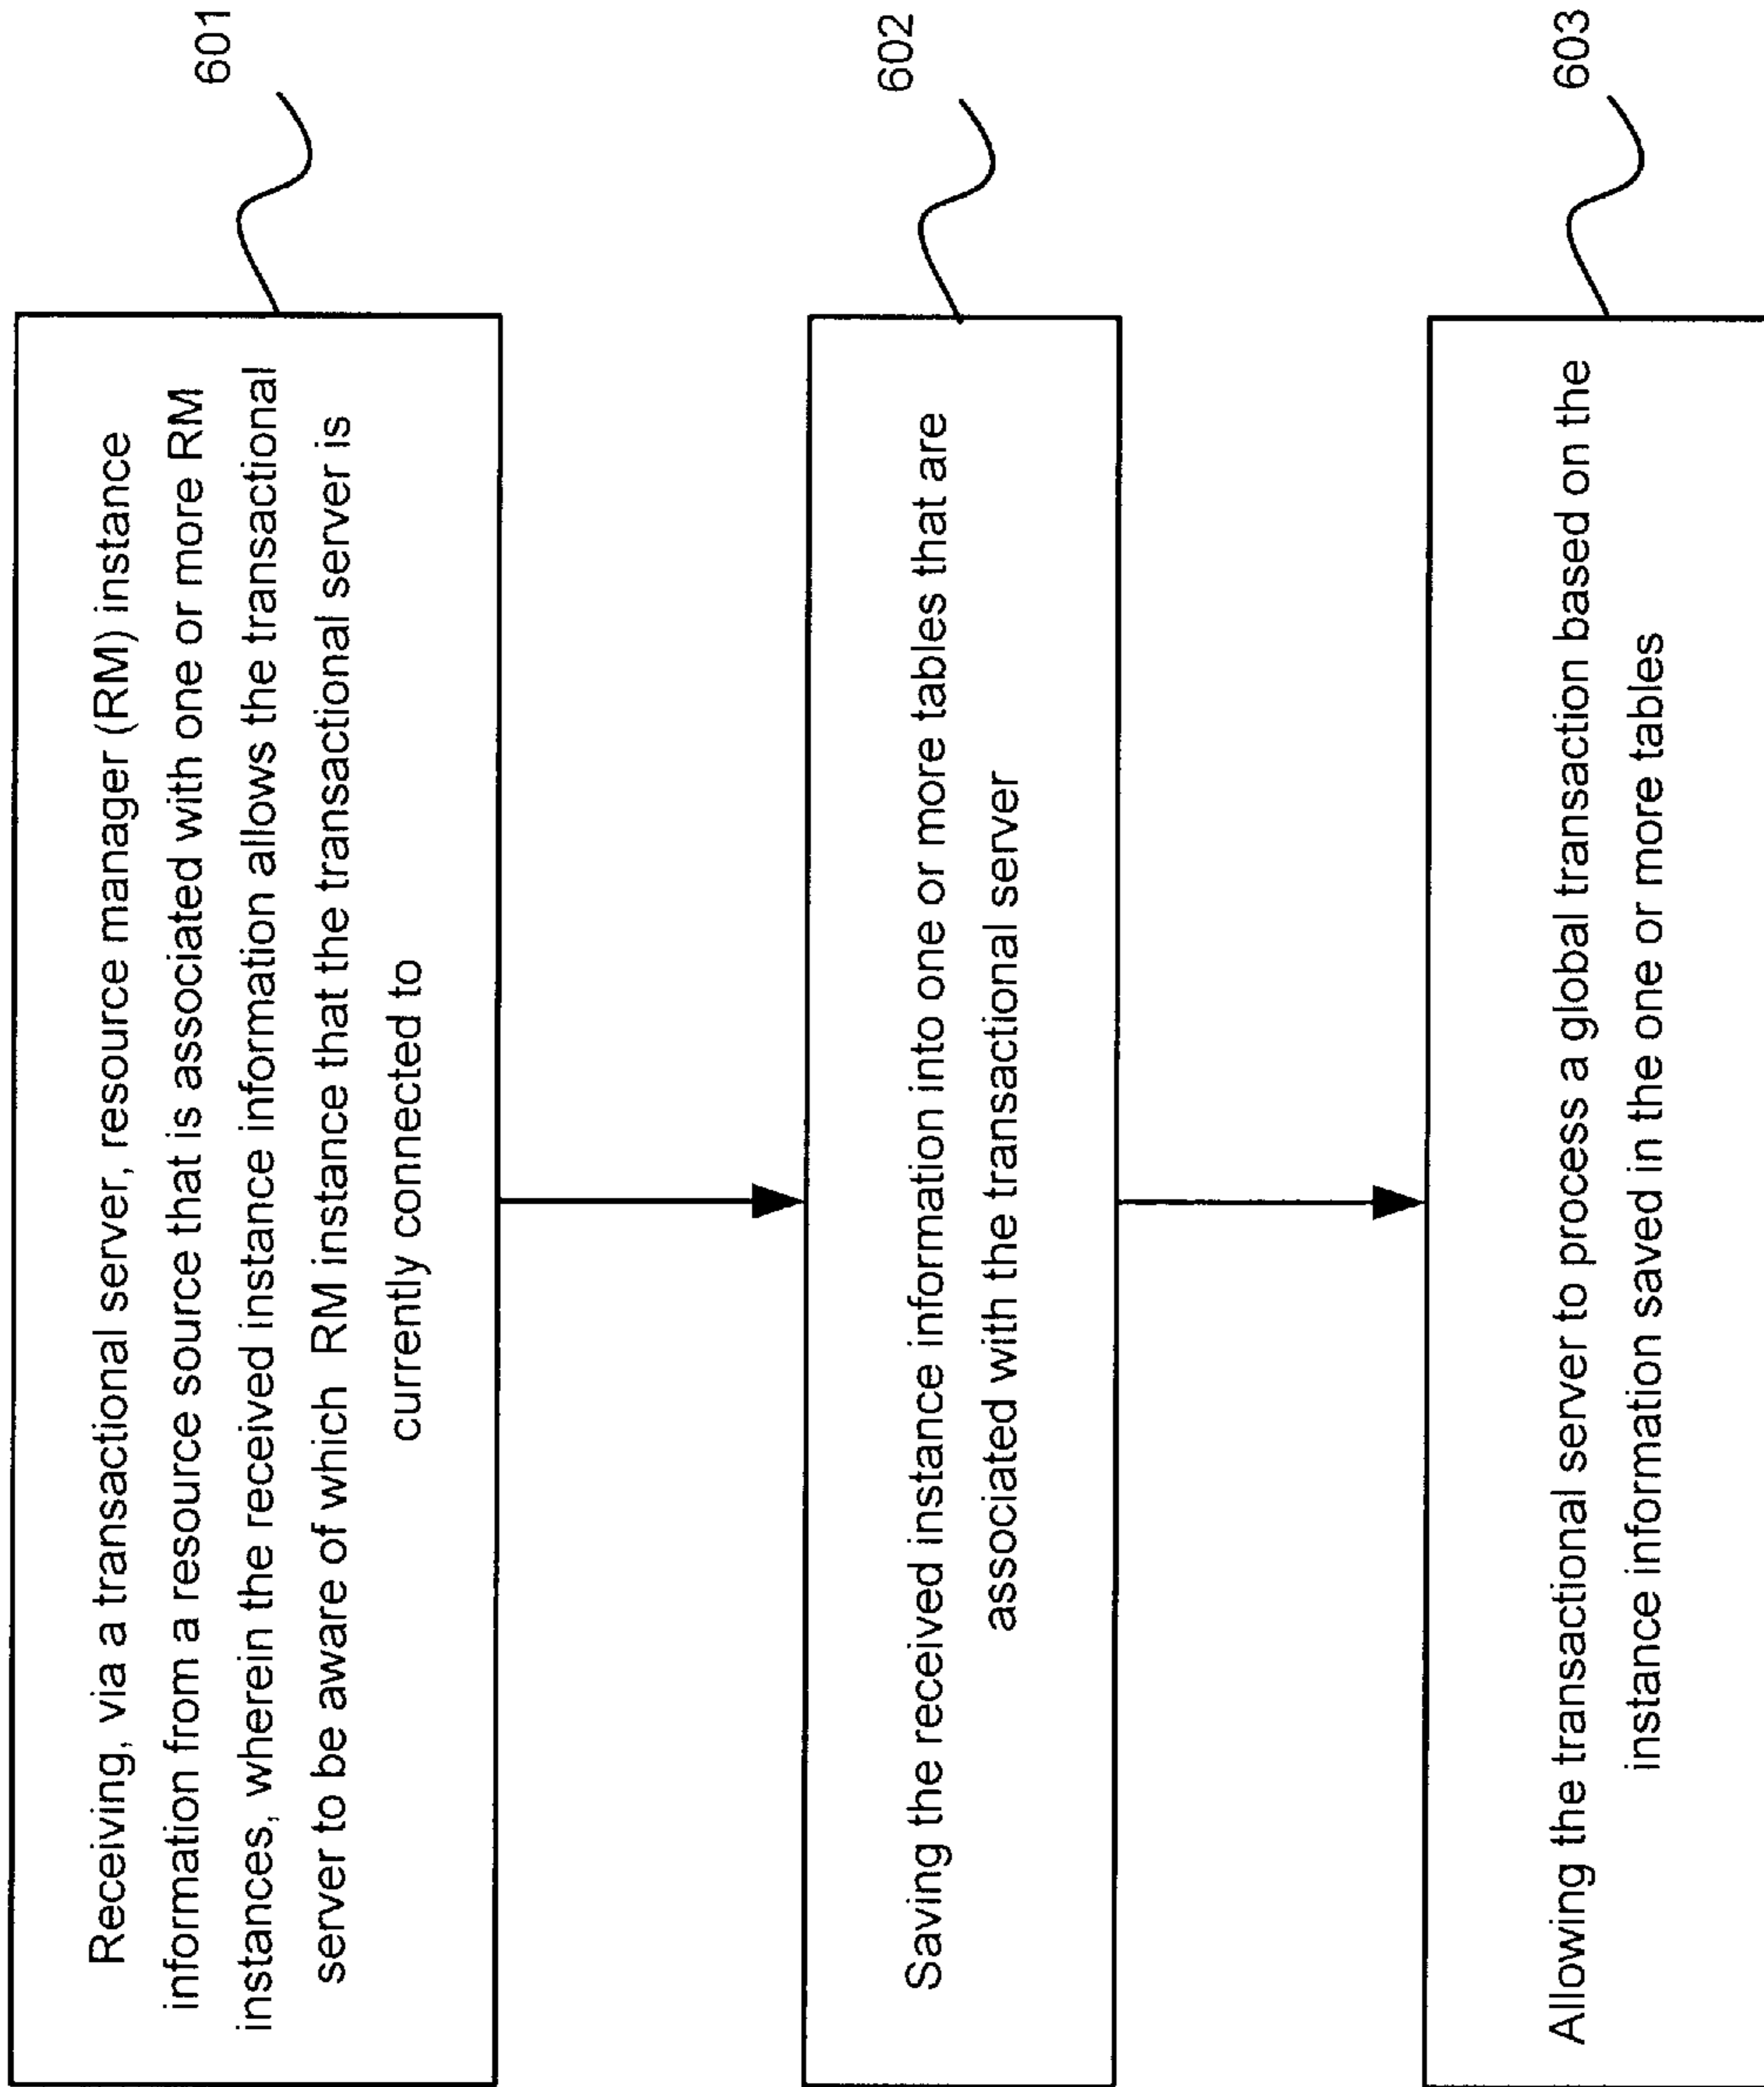 Receiving, via a transactional server, resource manager (RM) instance
information from a resource source that is associated with one or more RM
instances, wherein the received instance information allows the transactional
server to be aware of which RM instance that the transactional server is
currently connected to
601
Saving the received instance information into one or more tables that are
associated with the transactional server
602
Allowing the transactional server to process a global transaction based on the
instance information saved in the one or more tables
603